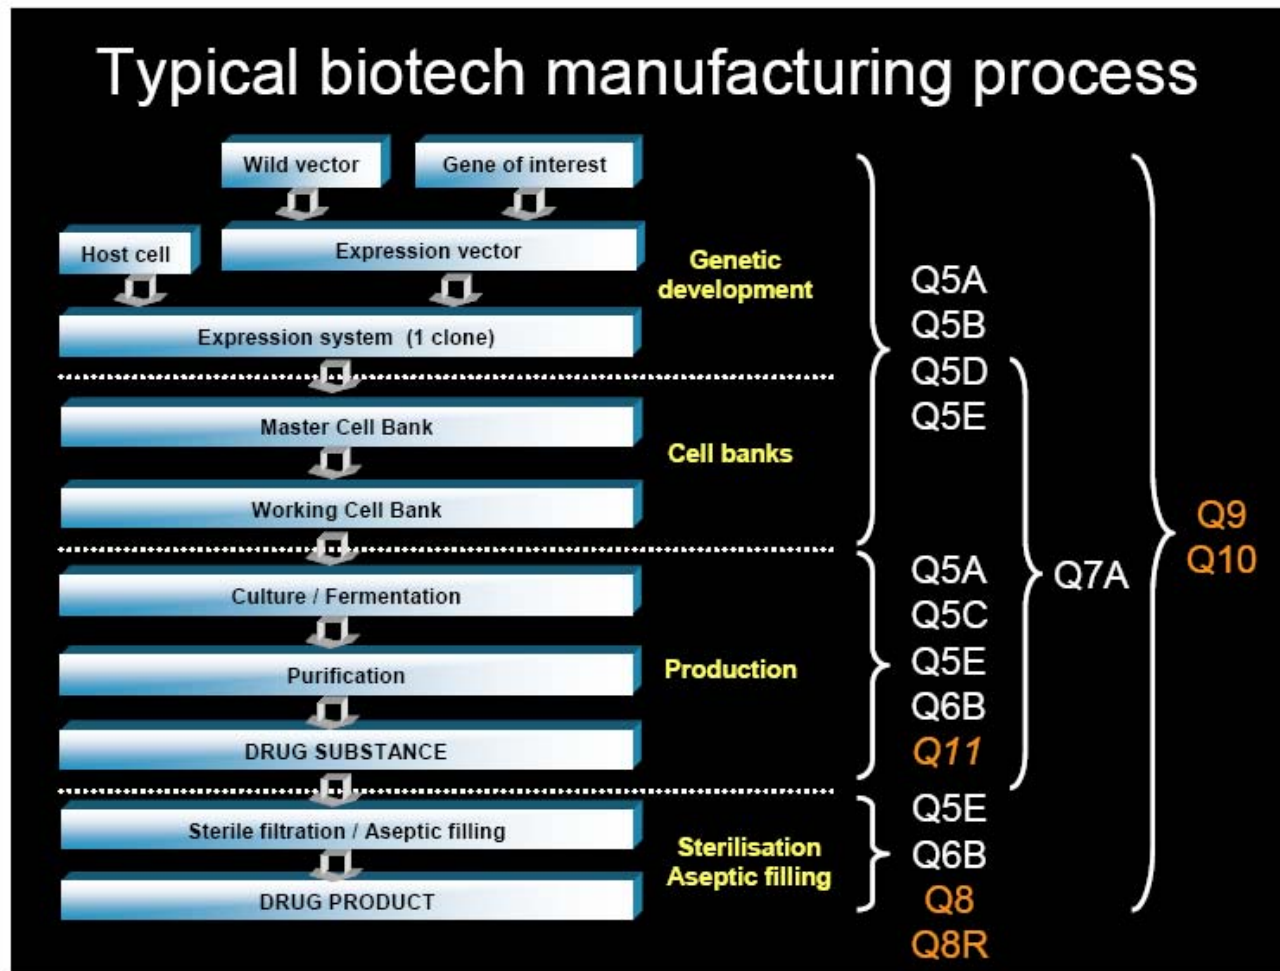 Typical biotech manufacturing process
Wild vector
Gene of interest
Host cell
Expression vector
Expression system (1 clone)
Genetic
development
Master Cell Bank
Working Cell Bank
Cell banks
Culture / Fermentation
Purification
DRUG SUBSTANCE
Production
Sterile filtration / Aseptic filling
DRUG PRODUCT
Sterilisation
Aseptic filling
Q5A
Q5B
Q5D
Q5E
Q5A
Q5C
Q5E
Q6B
Q11
Q5E
Q6B
Q8
Q8R
Q7A
Q9
Q10